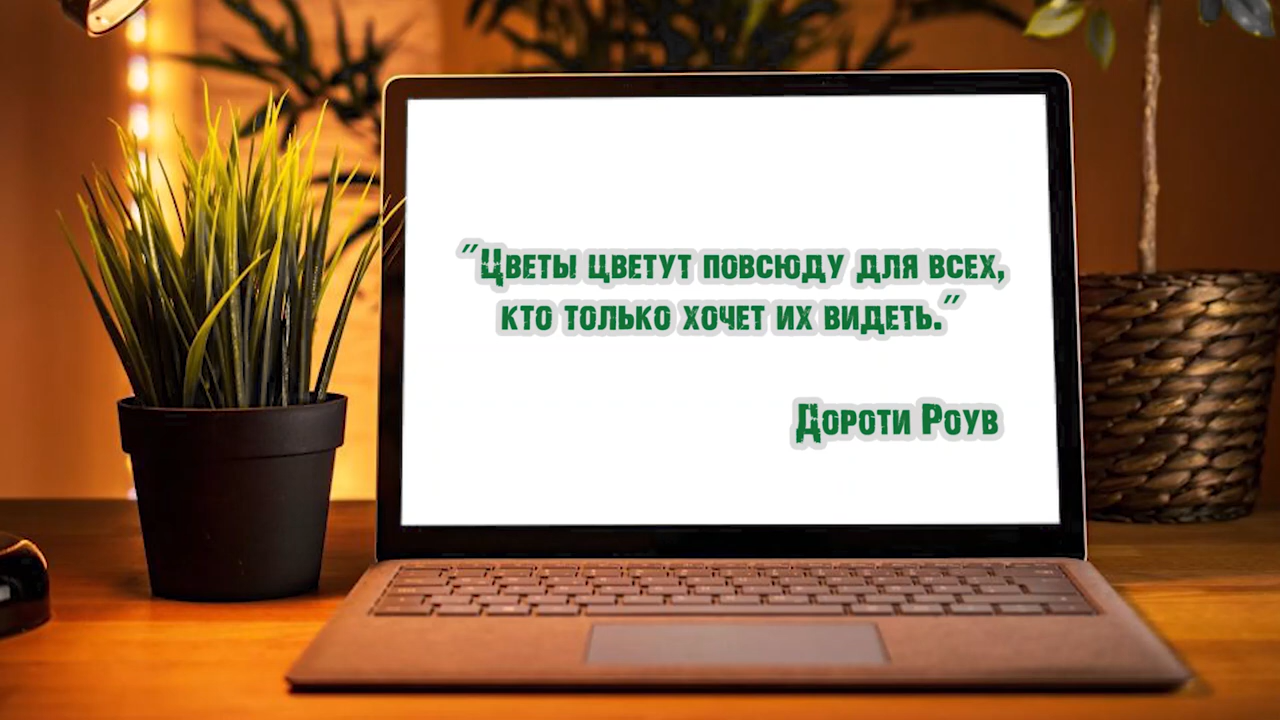 "Цветы цветут повсюду для всех,
кто только хочет их видеть."
Дороти Роув